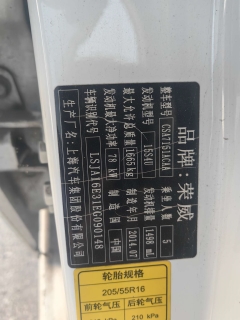 品牌：荣威
整车型号 CSA7151ACAA 乘坐人数 5
发动机型号 15S4U 发动机排量 1498 mL
最大允许总质量 1665kg 制造年月 2014.07
发动机最大净功率 78 kW 制造国 中国
车辆识别代号 LSJA16E31EG090148
生产厂名 上海汽车集团股份有限公司
轮胎规格
205/55R16
前轮气压 后轮气压
210 kPa